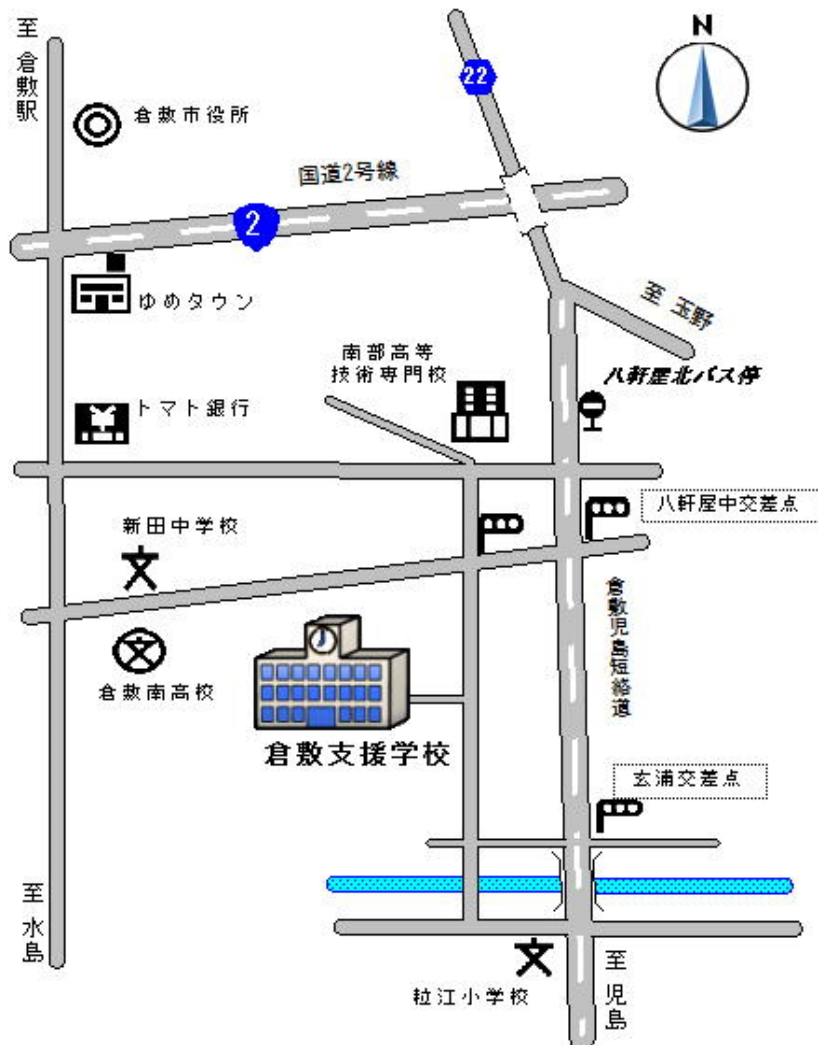 至倉敷駅
倉敷市役所
22
N
国道2号線
2
ゆめタウン
至 玉野
南部高等
技術専門校
八軒屋北バス停
トマト銀行
八軒屋中交差点
新田中学校
倉敷児島短絡道
倉敷南高校
倉敷支援学校
玄浦交差点
至水島
粒江小学校
至児島